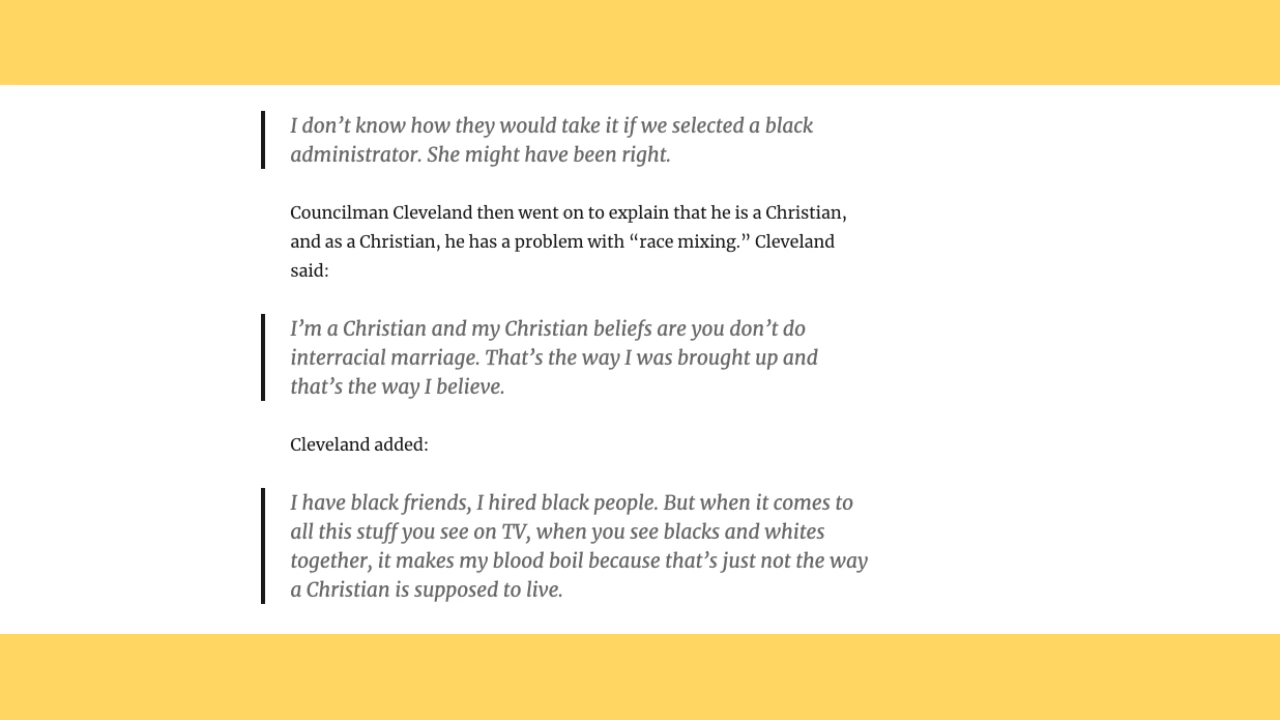 I don’t know how they would take it if we selected a black
administrator. She might have been right.
Councilman Cleveland then went on to explain that he is a Christian,
and as a Christian, he has a problem with “race mixing.” Cleveland
said:
I’m a Christian and my Christian beliefs are you don’t do
interracial marriage. That’s the way I was brought up and
that’s the way I believe.
Cleveland added:
I have black friends, I hired black people. But when it comes to
all this stuff you see on TV, when you see blacks and whites
together, it makes my blood boil because that’s just not the way
a Christian is supposed to live.